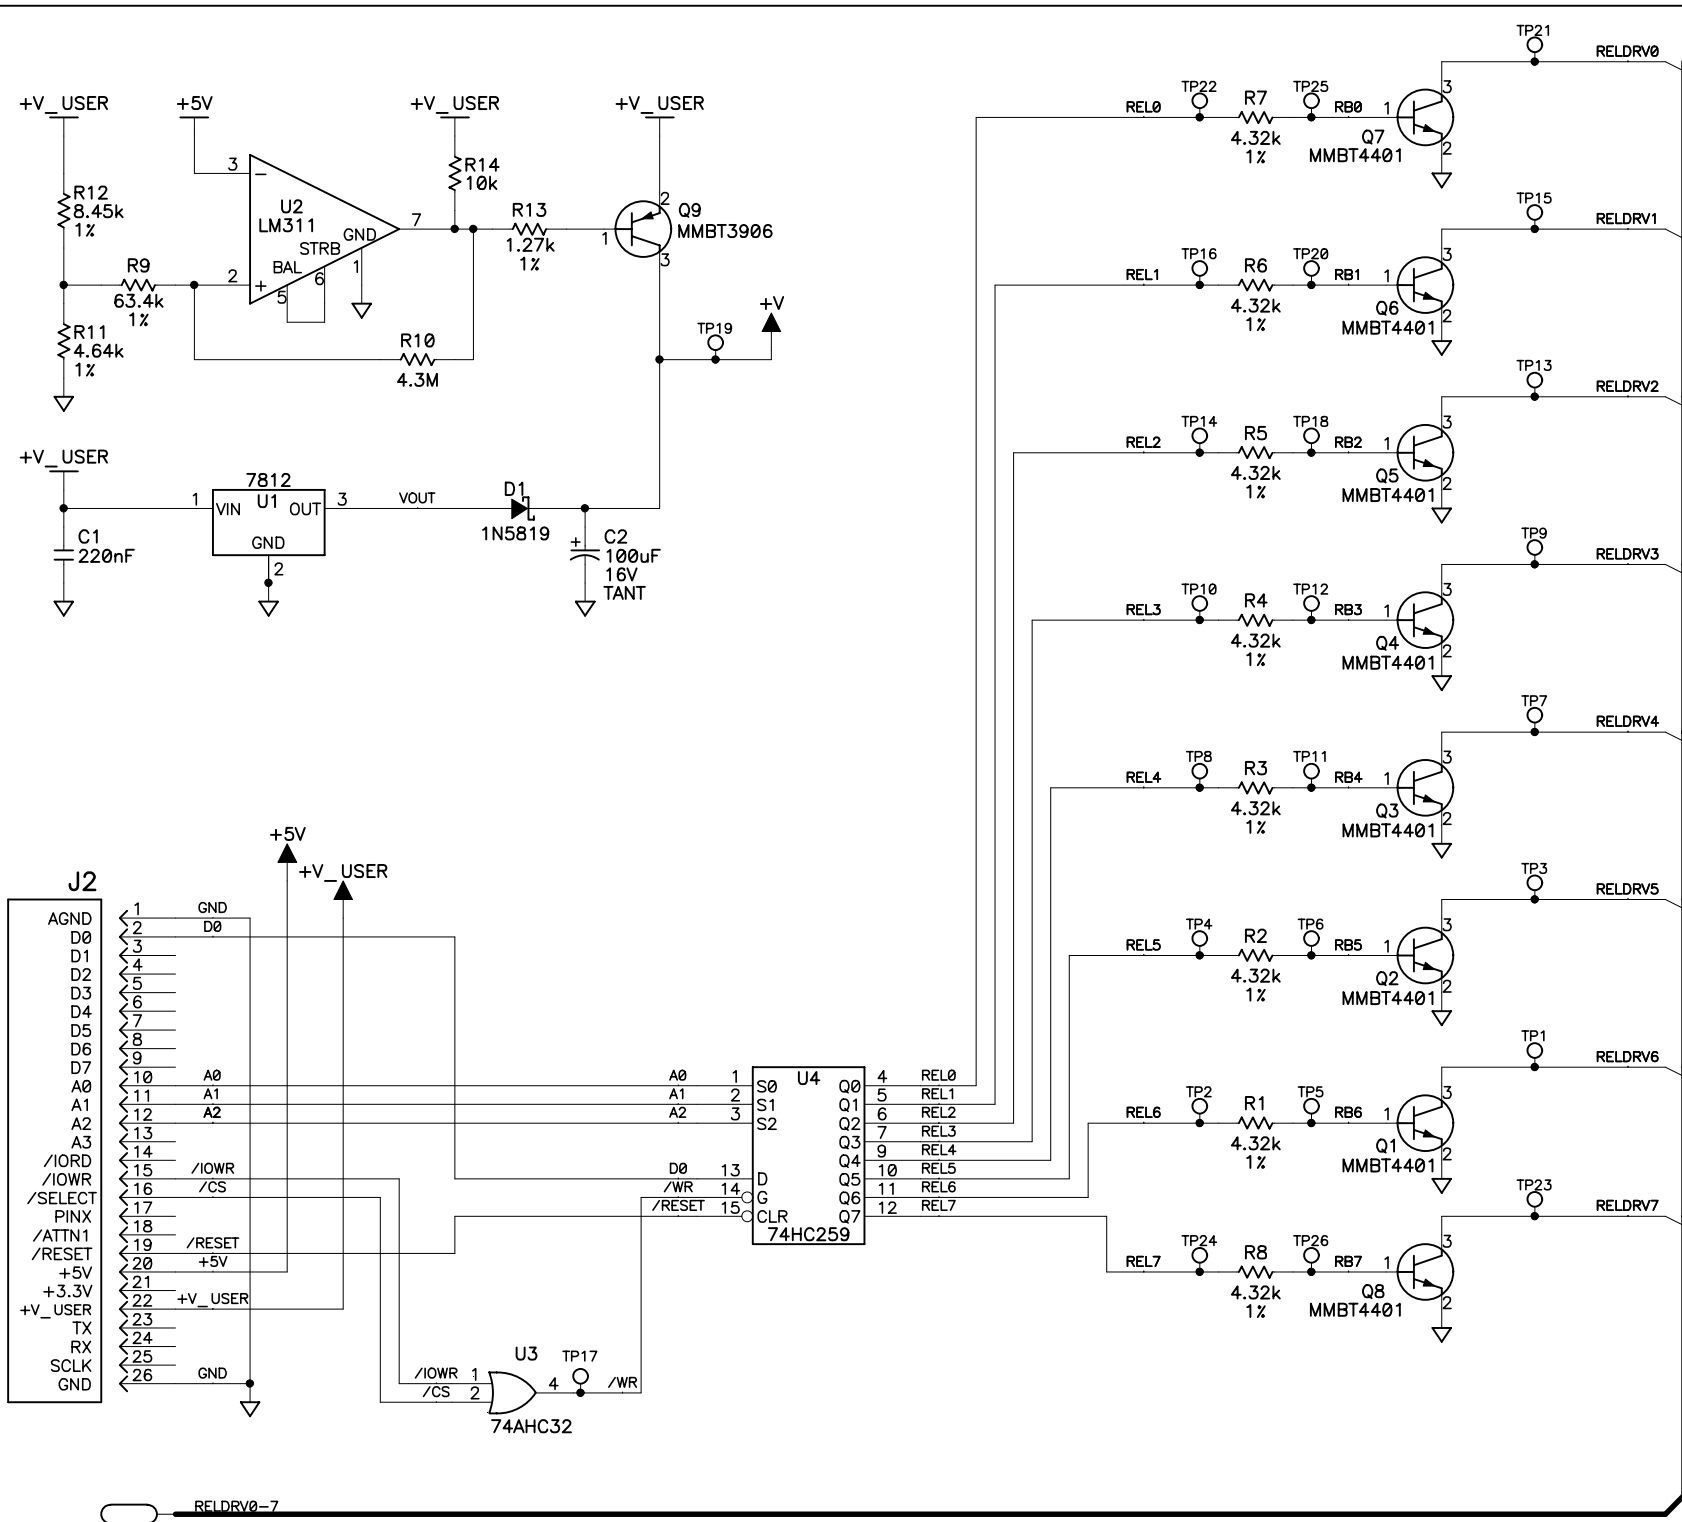 +V_USER
+5V
+V_USER
+V_USER
R12
8.45k
1%
3
−
U2
LM311
STRB
GND
BAL
5
6
1
7
2
+
R14
10k
R13
1.27k
1%
1
2
3
Q9
MMBT3906
R9
63.4k
1%
R11
4.64k
1%
R10
4.3M
TP19
+V
+V_USER
C1
220nF
7812
U1
1
VIN
OUT
3
GND
2
VOUT
D1
1N5819
+
C2
100uF
16V
TANT
REL0
TP22
R7
4.32k
1%
TP25
RB0
1
3
2
Q7
MMBT4401
TP21
RELDRV0
REL1
TP16
R6
4.32k
1%
TP20
RB1
1
3
2
Q6
MMBT4401
TP15
RELDRV1
REL2
TP14
R5
4.32k
1%
TP18
RB2
1
3
2
Q5
MMBT4401
TP13
RELDRV2
REL3
TP10
R4
4.32k
1%
TP12
RB3
1
3
2
Q4
MMBT4401
TP9
RELDRV3
REL4
TP8
R3
4.32k
1%
TP11
RB4
1
3
2
Q3
MMBT4401
TP7
RELDRV4
REL5
TP4
R2
4.32k
1%
TP6
RB5
1
3
2
Q2
MMBT4401
TP3
RELDRV5
REL6
TP2
R1
4.32k
1%
TP5
RB6
1
3
2
Q1
MMBT4401
TP1
RELDRV6
REL7
TP24
R8
4.32k
1%
TP26
RB7
1
3
2
Q8
MMBT4401
TP23
RELDRV7
+5V
+V_USER
J2
AGND 1 GND
D0 2 D0
D1 3
D2 4
D3 5
D4 6
D5 7
D6 8
D7 9
A0 10 A0
A1 11 A1
A2 12 A2
A3 13
/IORD 14
/IOWR 15 /IOWR
/SELECT 16 /CS
PINX 17
/ATTN1 18
/RESET 19 /RESET
+5V 20 +5V
+3.3V 21
+V_USER 22 +V_USER
TX 23
RX 24
SCLK 25
GND 26 GND
U4
A0 1 S0
A1 2 S1
A2 3 S2
D0 13 D
/WR 14 G
/RESET 15 CLR
Q0 4 REL0
Q1 5 REL1
Q2 6 REL2
Q3 7 REL3
Q4 9 REL4
Q5 10 REL5
Q6 11 REL6
Q7 12 REL7
74HC259
U3
/IOWR 1
/CS 2
4
TP17
/WR
74AHC32
RELDRV0-7